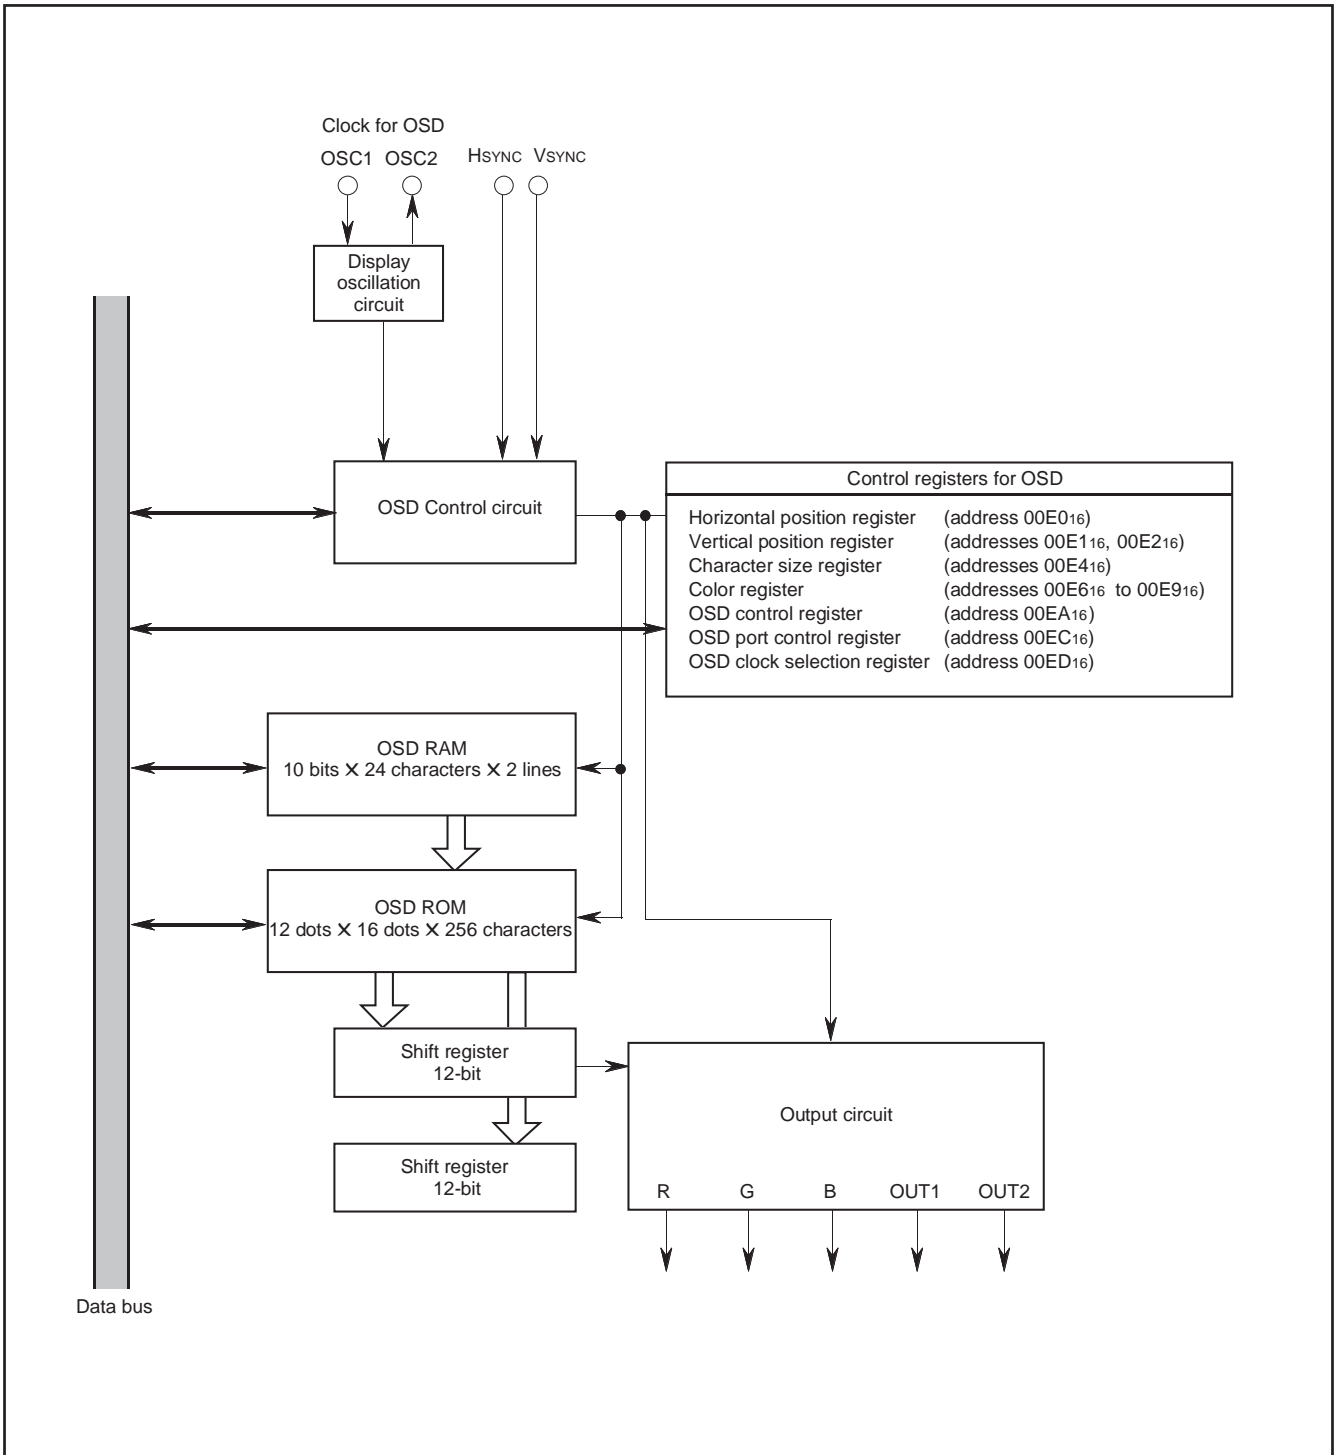 Clock for OSD
OSC1 OSC2 HSYNC VSYNC
Display
oscillation
circuit
OSD Control circuit
Control registers for OSD
Horizontal position register (address 00E016)
Vertical position register (addresses 00E116, 00E216)
Character size register (addresses 00E416)
Color register (addresses 00E616 to 00E916)
OSD control register (address 00EA16)
OSD port control register (address 00EC16)
OSD clock selection register (address 00ED16)
OSD RAM
10 bits × 24 characters × 2 lines
OSD ROM
12 dots × 16 dots × 256 characters
Shift register
12-bit
Output circuit
Shift register
12-bit
R G B OUT1 OUT2
Data bus